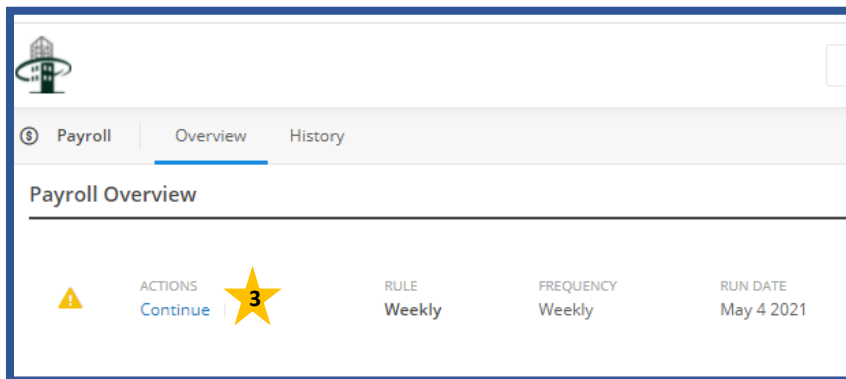 Payroll Overview History
Payroll Overview
ACTIONS RULE FREQUENCY RUN DATE
Continue 3 Weekly Weekly May 4 2021